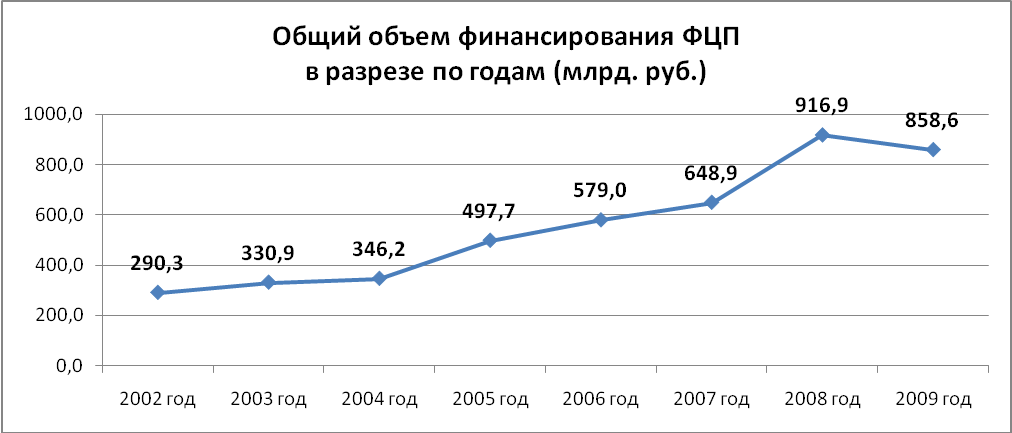 Общий объем финансирования ФЦП
в разрезе по годам (млрд. руб.)
1000,0
800,0
600,0
400,0
200,0
0,0
290,3
330,9
346,2
497,7
579,0
648,9
916,9
858,6
2002 год
2003 год
2004 год
2005 год
2006 год
2007 год
2008 год
2009 год